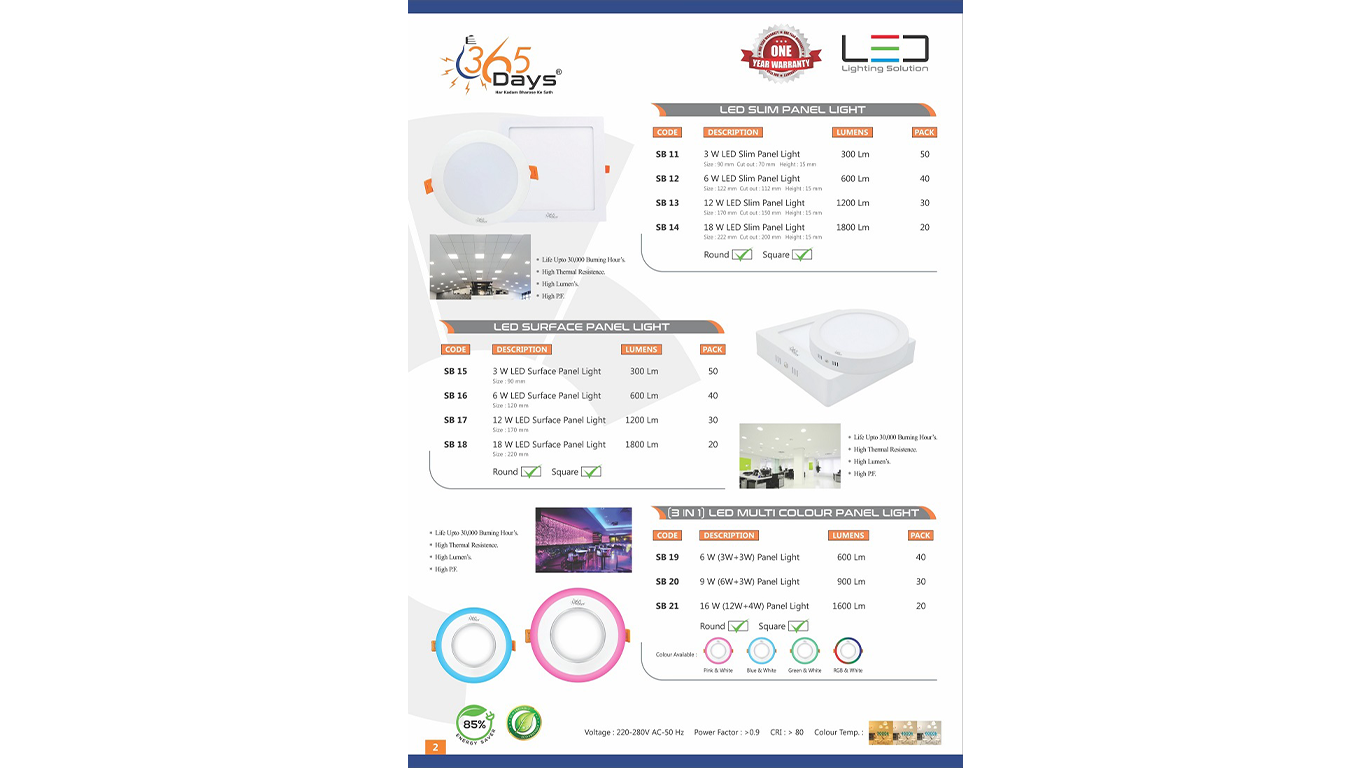 365
Days®
Har Kadam Bharose Ke Sath
ONE
YEAR WARRANTY
LED
Lighting Solution
LED SLIM PANEL LIGHT
CODE DESCRIPTION LUMENS PACK
SB 11 3 W LED Slim Panel Light 300 Lm 50
Size : 90 mm Cut out : 70 mm Height : 15 mm
SB 12 6 W LED Slim Panel Light 600 Lm 40
Size : 122 mm Cut out : 112 mm Height : 15 mm
SB 13 12 W LED Slim Panel Light 1200 Lm 30
Size : 170 mm Cut out : 150 mm Height : 15 mm
SB 14 18 W LED Slim Panel Light 1800 Lm 20
Size : 222 mm Cut out : 200 mm Height : 15 mm
Round Square
• Life Upto 30,000 Burning Hour's.
• High Thermal Resistence.
• High Lumen's.
• High P.F.
LED SURFACE PANEL LIGHT
CODE DESCRIPTION LUMENS PACK
SB 15 3 W LED Surface Panel Light 300 Lm 50
Size : 90 mm
SB 16 6 W LED Surface Panel Light 600 Lm 40
Size : 120 mm
SB 17 12 W LED Surface Panel Light 1200 Lm 30
Size : 170 mm
SB 18 18 W LED Surface Panel Light 1800 Lm 20
Size : 220 mm
Round Square
• Life Upto 30,000 Burning Hour's.
• High Thermal Resistence.
• High Lumen's.
• High P.F.
• Life Upto 30,000 Burning Hour's.
• High Thermal Resistence.
• High Lumen's.
• High P.F.
(3 IN 1) LED MULTI COLOUR PANEL LIGHT
CODE DESCRIPTION LUMENS PACK
SB 19 6 W (3W+3W) Panel Light 600 Lm 40
SB 20 9 W (6W+3W) Panel Light 900 Lm 30
SB 21 16 W (12W+4W) Panel Light 1600 Lm 20
Round Square
Colour Available :
Pink & White Blue & White Green & White RGB & White
85%
ENERGY SAVER
Voltage : 220-280V AC-50 Hz Power Factor : >0.9 CRI : > 80 Colour Temp. :
2